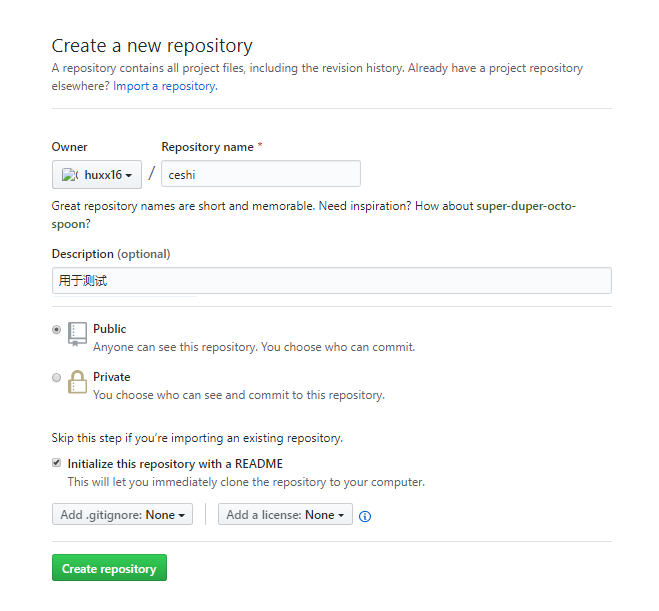 Create a new repository
A repository contains all project files, including the revision history. Already have a project repository
elsewhere? Import a repository.
Owner
Repository name *
huxx16
/
ceshi
Great repository names are short and memorable. Need inspiration? How about super-duper-octo-
spoon?
Description (optional)
用于测试
Public
Anyone can see this repository. You choose who can commit.
Private
You choose who can see and commit to this repository.
Skip this step if you're importing an existing repository.
Initialize this repository with a README
This will let you immediately clone the repository to your computer.
Add .gitignore: None
Add a license: None
Create repository